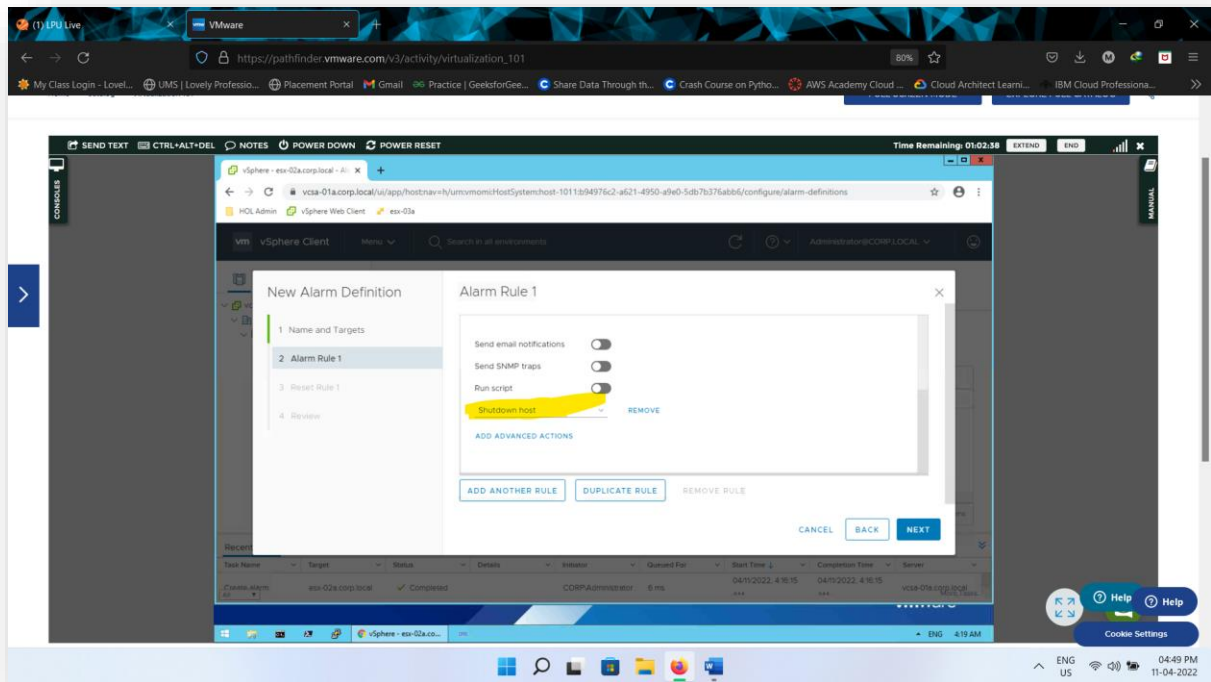 (1) LPU Live
VMware
https://pathfinder.vmware.com/v3/activity/virtualization_101
80%
My Class Login - Lovel...
UMS | Lovely Professio...
Placement Portal
Gmail
Practice | GeeksforGee...
Share Data Through th...
Crash Course on Pytho...
AWS Academy Cloud ...
Cloud Architect Learni...
IBM Cloud Professiona...
SEND TEXT
CTRL+ALT+DEL
NOTES
POWER DOWN
POWER RESET
Time Remaining: 01:02:38
EXTEND
END
CONSOLES
MANUAL
vSphere - esx-02a.corp.local - Al
vcsa-01a.corp.local/ui/app/host;nav=h/urn:vmomi:HostSystem:host-1011:b94976c2-a621-4950-a9e0-5db7b376abb6/configure/alarm-definitions
HOL Admin
vSphere Web Client
esx-03a
vm vSphere Client
Menu
Search in all environments
Administrator@CORP.LOCAL
New Alarm Definition
1 Name and Targets
2 Alarm Rule 1
3 Reset Rule 1
4 Review
Alarm Rule 1
Send email notifications
Send SNMP traps
Run script
Shutdown host
REMOVE
ADD ADVANCED ACTIONS
ADD ANOTHER RULE
DUPLICATE RULE
REMOVE RULE
CANCEL
BACK
NEXT
Recent
Task Name
Target
Status
Details
Initiator
Queued For
Start Time
Completion Time
Server
Create alarm
esx-02a.corp.local
Completed
CORP\Administrator
6 ms
04/11/2022, 4:16:15
04/11/2022, 4:16:15
vcsa-01a.corp.local
All
More Tasks
vSphere - esx-02a.co...
ENG
4:19 AM
Help
Help
Cookie Settings
ENG
US
04:49 PM
11-04-2022